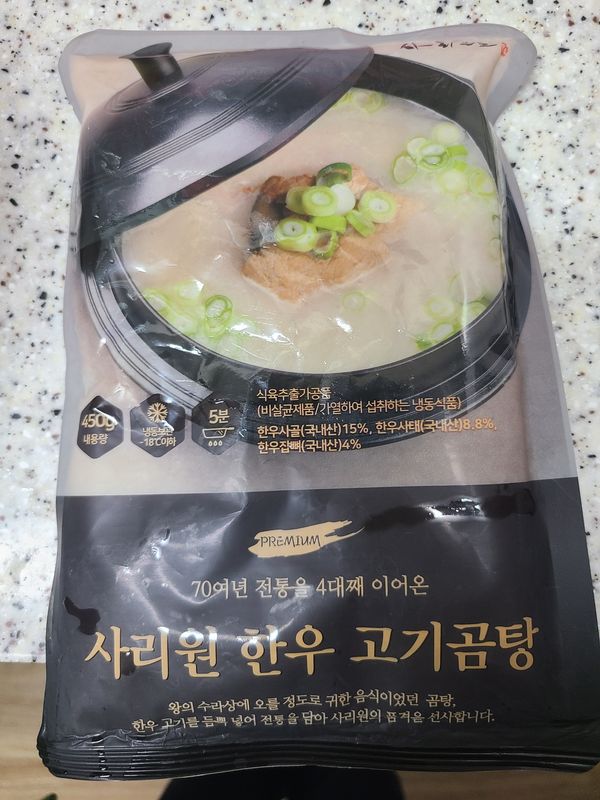 식육추출가공품
(비살균제품/가열하여 섭취하는 냉동식품)
한우사골(국내산)15%, 한우사태(국내산)8.8%,
한우잡뼈(국내산)4%
450g
내용량
냉동보관
-18℃이하
5분
PREMIUM
70여년 전통을 4대째 이어온
사리원 한우 고기곰탕
왕의 수라상에 오를 정도로 귀한 음식이었던 곰탕,
한우 고기를 듬뿍 넣어 전통을 담아 사리원의 품격을 선사합니다.